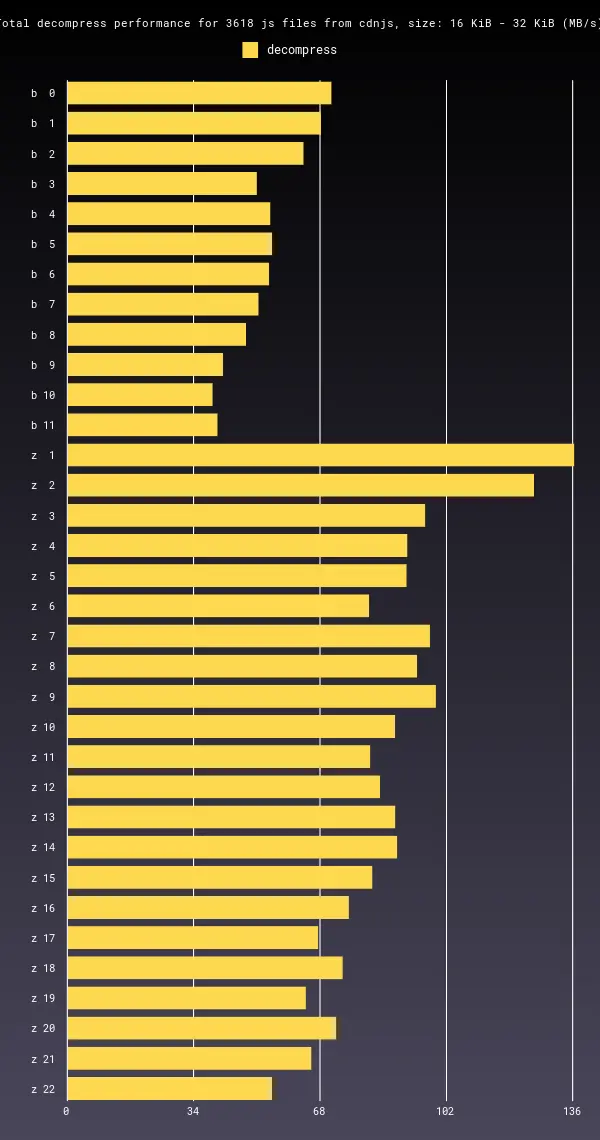 Total decompress performance for 3618 js files from cdnjs, size: 16 KiB - 32 KiB (MB/s)
decompress
b 0
b 1
b 2
b 3
b 4
b 5
b 6
b 7
b 8
b 9
b 10
b 11
z 1
z 2
z 3
z 4
z 5
z 6
z 7
z 8
z 9
z 10
z 11
z 12
z 13
z 14
z 15
z 16
z 17
z 18
z 19
z 20
z 21
z 22
0 34 68 102 136